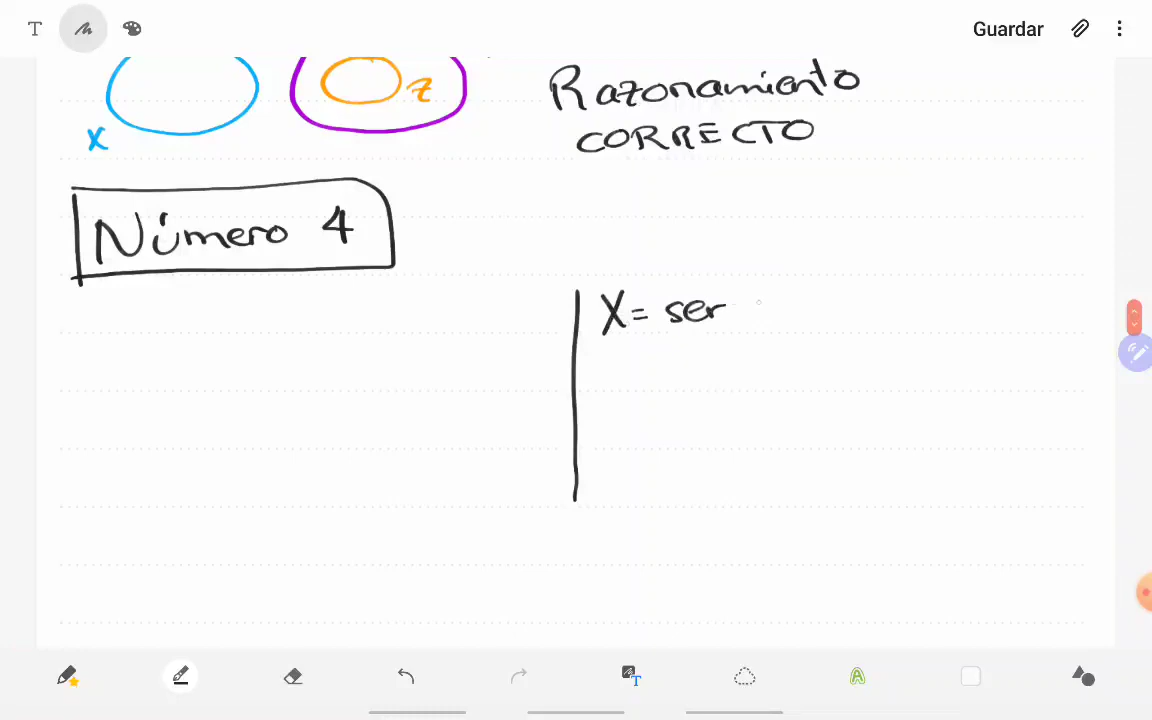 T Guardar
z
Razonamiento
x
CORRECTO
Número 4
X = ser
T
A